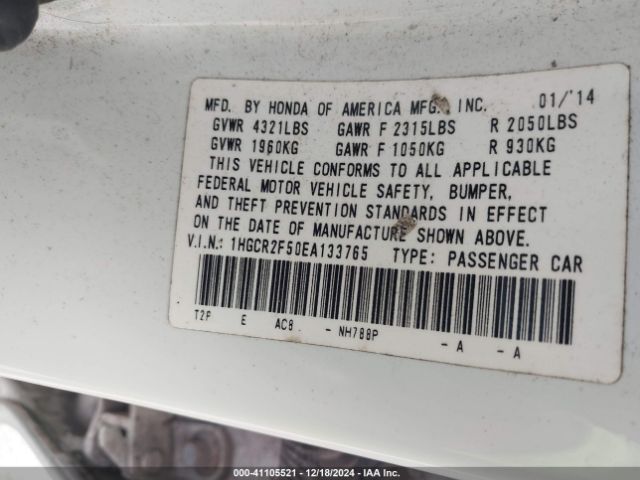 MFD. BY HONDA OF AMERICA MFG., INC. 01/'14
GVWR 4321LBS GAWR F 2315LBS R 2050LBS
GVWR 1960KG GAWR F 1050KG R 930KG
THIS VEHICLE CONFORMS TO ALL APPLICABLE
FEDERAL MOTOR VEHICLE SAFETY, BUMPER,
AND THEFT PREVENTION STANDARDS IN EFFECT
ON THE DATE OF MANUFACTURE SHOWN ABOVE.
V.I.N.: 1HGCR2F50EA133765 TYPE: PASSENGER CAR
T2P E AC8 - NH788P - A - A
000-41105521 • 12/18/2024 • IAA Inc.